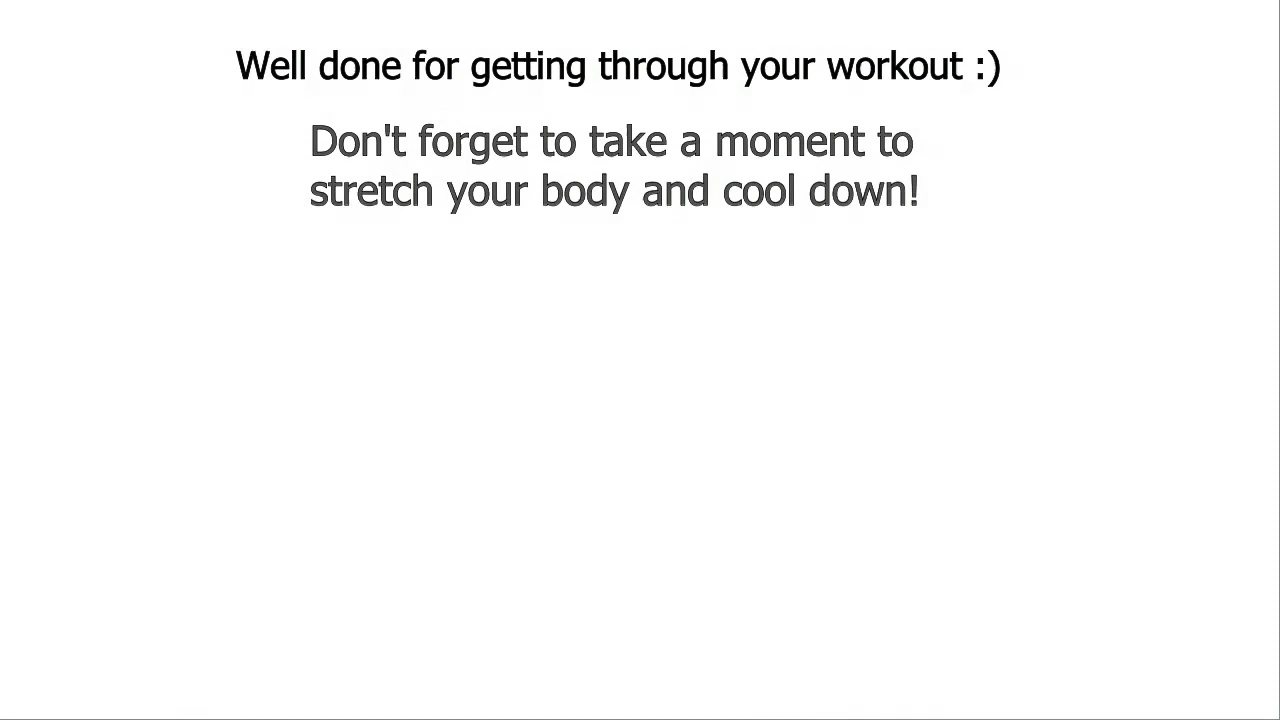 Well done for getting through your workout :)
Don't forget to take a moment to
stretch your body and cool down!